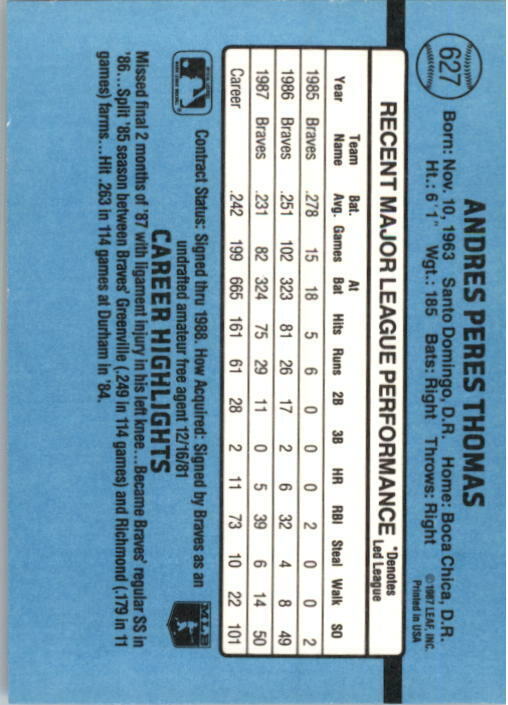 627
ANDRES PERES THOMAS
Born: Nov. 10, 1963 Santo Domingo, D.R. Home: Boca Chica, D.R.
Ht.: 6'1" Wgt.: 185 Bats: Right Throws: Right
© 1987 LEAF, INC.
Printed in USA
RECENT MAJOR LEAGUE PERFORMANCE *Denotes Led League
Year Team Name Bat. Avg. Games At Bat Hits Runs 2B 3B HR RBI Steal Walk SO
1985 Braves .278 15 18 5 6 0 0 0 2 0 0 2
1986 Braves .251 102 323 81 26 17 2 6 32 4 8 49
1987 Braves .231 82 324 75 29 11 0 5 39 6 14 50
Career .242 199 665 161 61 28 2 11 73 10 22 101
Contract Status: Signed thru 1988. How Acquired: Signed by Braves as an
undrafted amateur free agent 12/16/81
MLB
CAREER HIGHLIGHTS
Missed final 2 months of '87 with ligament injury in his left knee...Became Braves' regular SS in
'86...Split '85 season between Braves' Greenville (.249 in 114 games) and Richmond (.179 in 11
games) farms...Hit .263 in 114 games at Durham in '84.